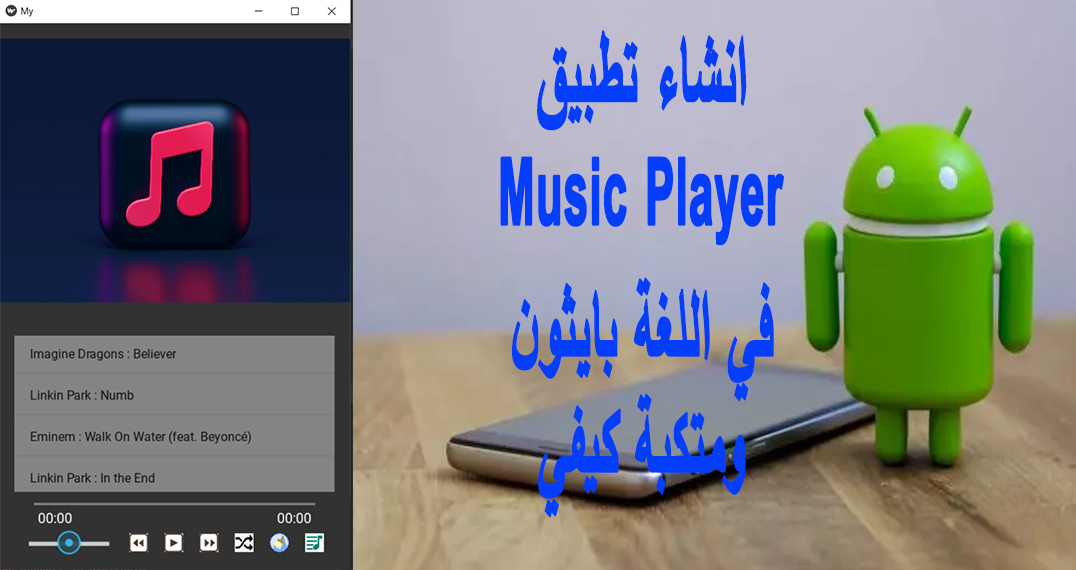 My
Imagine Dragons : Believer
Linkin Park : Numb
Eminem : Walk On Water (feat. Beyoncé)
Linkin Park : In the End
00:00 00:00
انشاء تطبيق
Music Player
في اللغة بايثون
ومتكبة كيفي